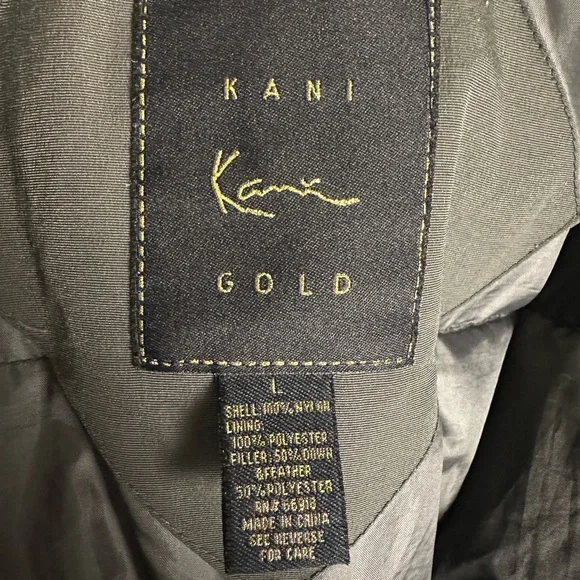 KANI
Kani
GOLD
L
SHELL: 100% NYLON
LINING:
100% POLYESTER
FILLER: 50% DOWN
&FEATHER
50% POLYESTER
RN# 66918
MADE IN CHINA
SEE REVERSE
FOR CARE